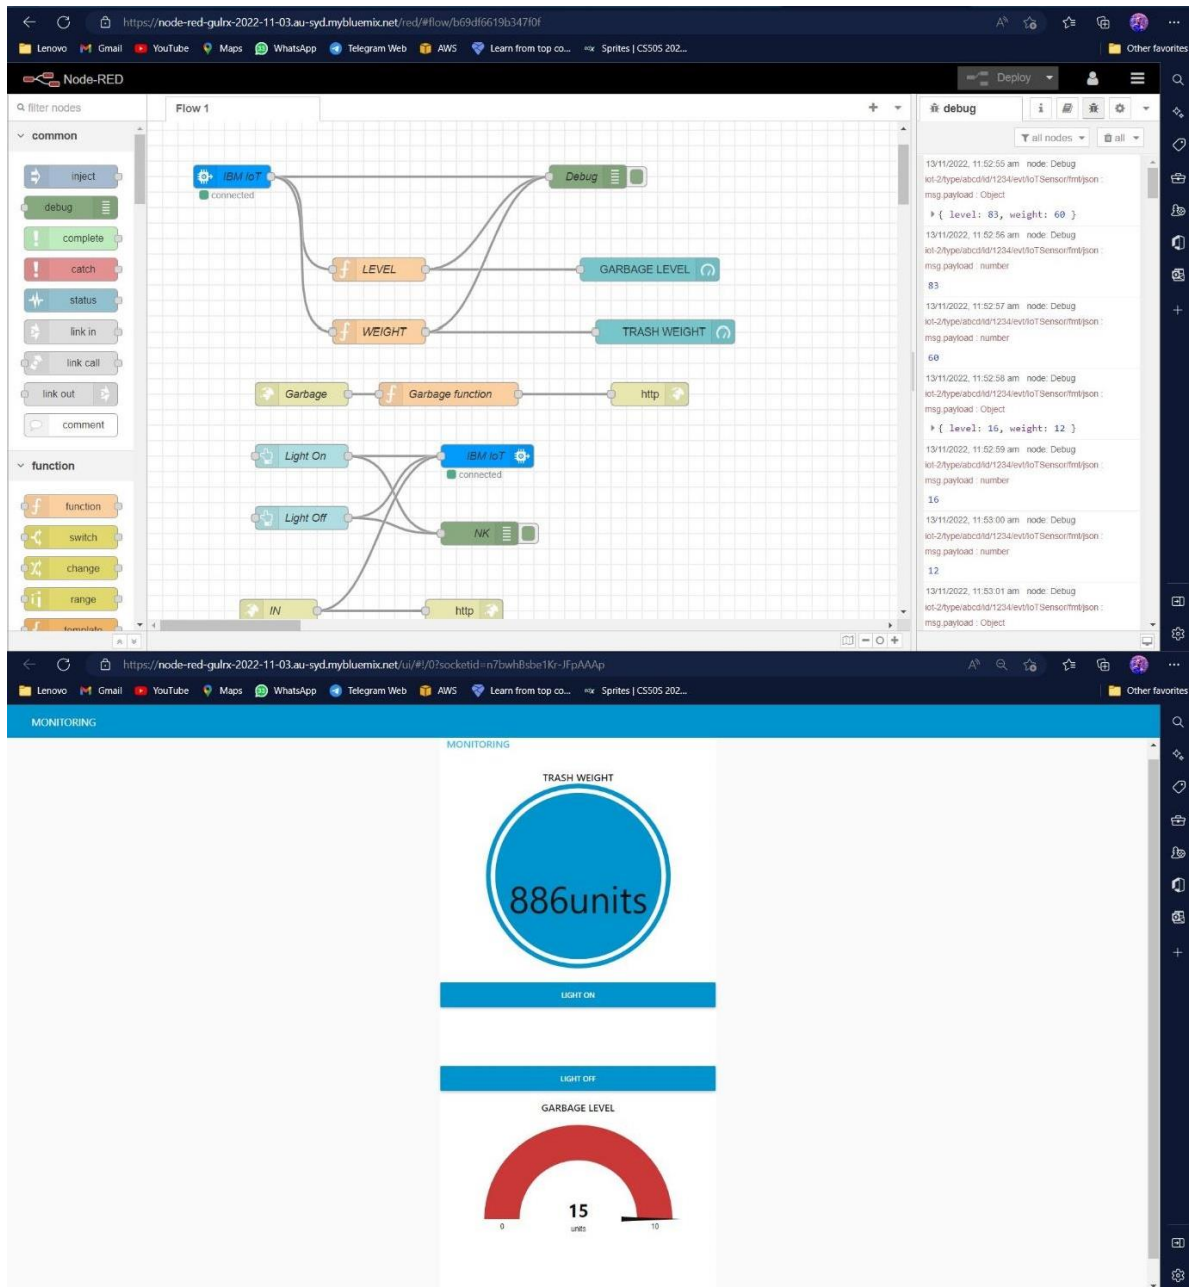 https://node-red-gulrx-2022-11-03.au-syd.mybluemix.net/red/#flow/b69df6619b347f0f
Lenovo Gmail YouTube Maps WhatsApp Telegram Web AWS Learn from top co... Sprites | CS50S 202... Other favorites
Node-RED Deploy
filter nodes Flow 1 debug
common
all nodes all
inject
debug
complete
catch
status
link in
link call
link out
comment
function
function
switch
change
range
template
IBM IoT
connected
Debug
LEVEL
GARBAGE LEVEL
WEIGHT
TRASH WEIGHT
Garbage Garbage function http
Light On
IBM IoT
connected
Light Off
NK
IN http
13/11/2022, 11:52:55 am node: Debug
iot-2/type/abcd/id/1234/evt/IoTSensor/fmt/json :
msg.payload : Object
{ level: 83, weight: 60 }
13/11/2022, 11:52:56 am node: Debug
iot-2/type/abcd/id/1234/evt/IoTSensor/fmt/json :
msg.payload : number
83
13/11/2022, 11:52:57 am node: Debug
iot-2/type/abcd/id/1234/evt/IoTSensor/fmt/json :
msg.payload : number
60
13/11/2022, 11:52:58 am node: Debug
iot-2/type/abcd/id/1234/evt/IoTSensor/fmt/json :
msg.payload : Object
{ level: 16, weight: 12 }
13/11/2022, 11:52:59 am node: Debug
iot-2/type/abcd/id/1234/evt/IoTSensor/fmt/json :
msg.payload : number
16
13/11/2022, 11:53:00 am node: Debug
iot-2/type/abcd/id/1234/evt/IoTSensor/fmt/json :
msg.payload : number
12
13/11/2022, 11:53:01 am node: Debug
iot-2/type/abcd/id/1234/evt/IoTSensor/fmt/json :
msg.payload : Object
https://node-red-gulrx-2022-11-03.au-syd.mybluemix.net/ui/#!/0?socketid=n7bwhBsbe1Kr-JFpAAAp
Lenovo Gmail YouTube Maps WhatsApp Telegram Web AWS Learn from top co... Sprites | CS50S 202... Other favorites
MONITORING
MONITORING
TRASH WEIGHT
886units
LIGHT ON
LIGHT OFF
GARBAGE LEVEL
15
units
0 10